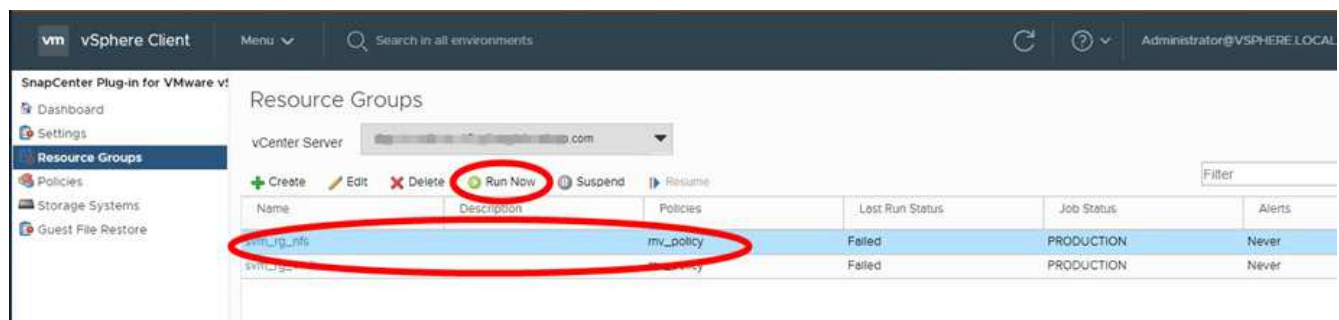 vm vSphere Client Menu Search in all environments Administrator@VSPHERE.LOCAL
SnapCenter Plug-in for VMware vS
Dashboard
Settings
Resource Groups
Policies
Storage Systems
Guest File Restore
Resource Groups
vCenter Server .com
Create Edit Delete Run Now Suspend Resume
Filter
Name Description Policies Last Run Status Job Status Alerts
svm_rg_nfs mv_policy Failed PRODUCTION Never
Failed PRODUCTION Never